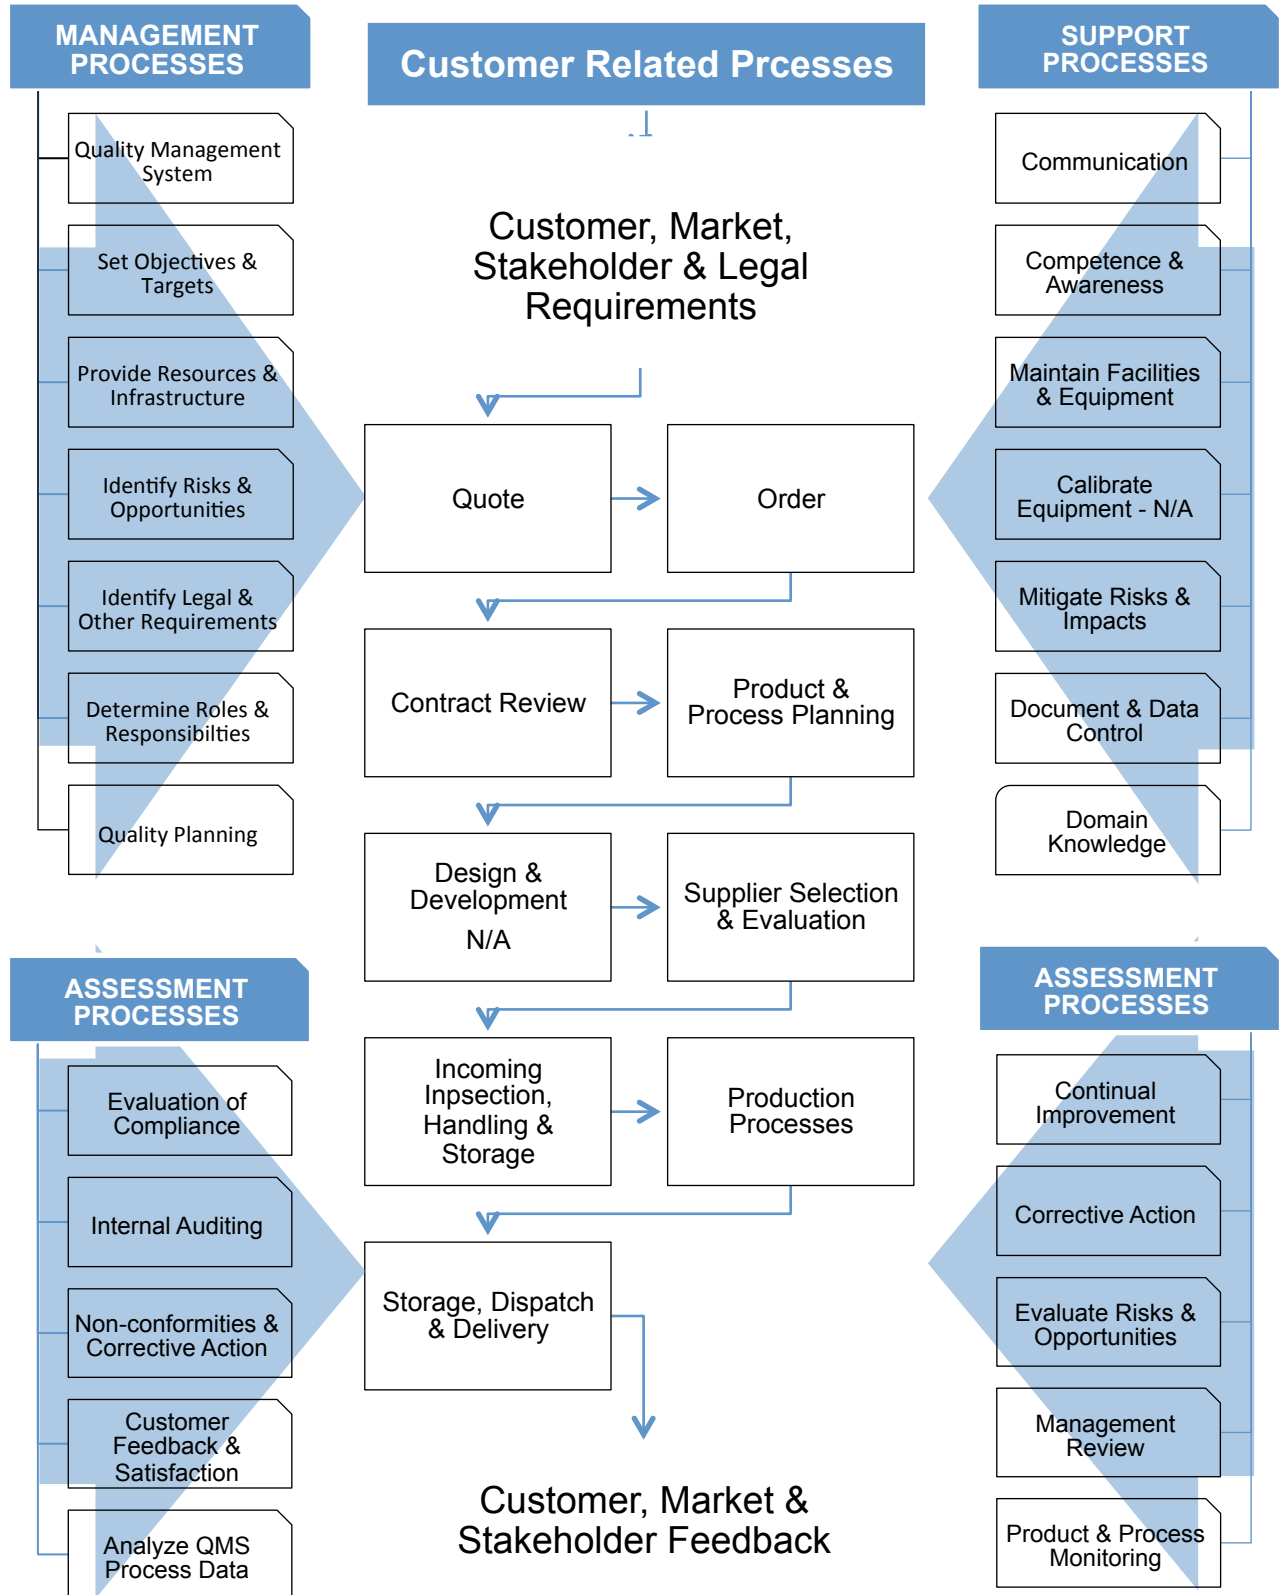 MANAGEMENT
PROCESSES
Quality Management
System
Set Objectives &
Targets
Provide Resources &
Infrastructure
Identify Risks &
Opportunities
Identify Legal &
Other Requirements
Determine Roles &
Responsibilties
Quality Planning
Customer Related Prcesses
Customer, Market,
Stakeholder & Legal
Requirements
Quote
Order
Contract Review
Product &
Process Planning
Design &
Development
N/A
Supplier Selection
& Evaluation
Incoming
Inpsection,
Handling &
Storage
Production
Processes
Storage, Dispatch
& Delivery
Customer, Market &
Stakeholder Feedback
SUPPORT
PROCESSES
Communication
Competence &
Awareness
Maintain Facilities
& Equipment
Calibrate
Equipment - N/A
Mitigate Risks &
Impacts
Document & Data
Control
Domain
Knowledge
ASSESSMENT
PROCESSES
Evaluation of
Compliance
Internal Auditing
Non-conformities &
Corrective Action
Customer
Feedback &
Satisfaction
Analyze QMS
Process Data
ASSESSMENT
PROCESSES
Continual
Improvement
Corrective Action
Evaluate Risks &
Opportunities
Management
Review
Product & Process
Monitoring